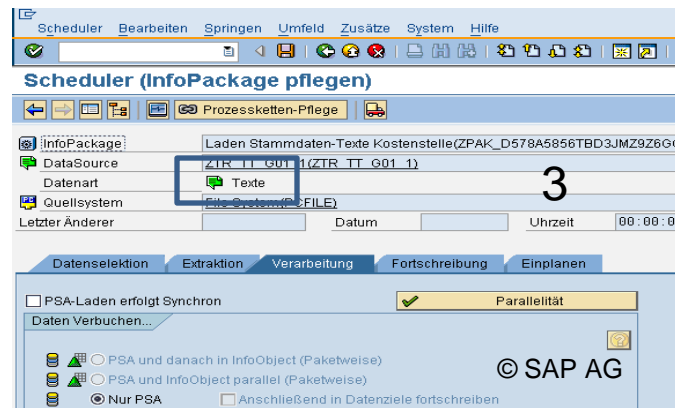 Scheduler Bearbeiten Springen Umfeld Zusätze System Hilfe
Scheduler (InfoPackage pflegen)
Prozessketten-Pflege
InfoPackage Laden Stammdaten-Texte Kostenstelle(ZPAK_D578A5856TBD3JMZ9Z6G
DataSource ZTR_TT_G01_1(ZTR_TT_G01_1)
Datenart Texte
3
Quellsystem File System(PCFILE)
Letzter Änderer Datum Uhrzeit 00:00:0
Datenselektion Extraktion Verarbeitung Fortschreibung Einplanen
PSA-Laden erfolgt Synchron Parallelität
Daten Verbuchen...
PSA und danach in InfoObject (Paketweise)
© SAP AG
PSA und InfoObject parallel (Paketweise)
Nur PSA Anschließend in Datenziele fortschreiben